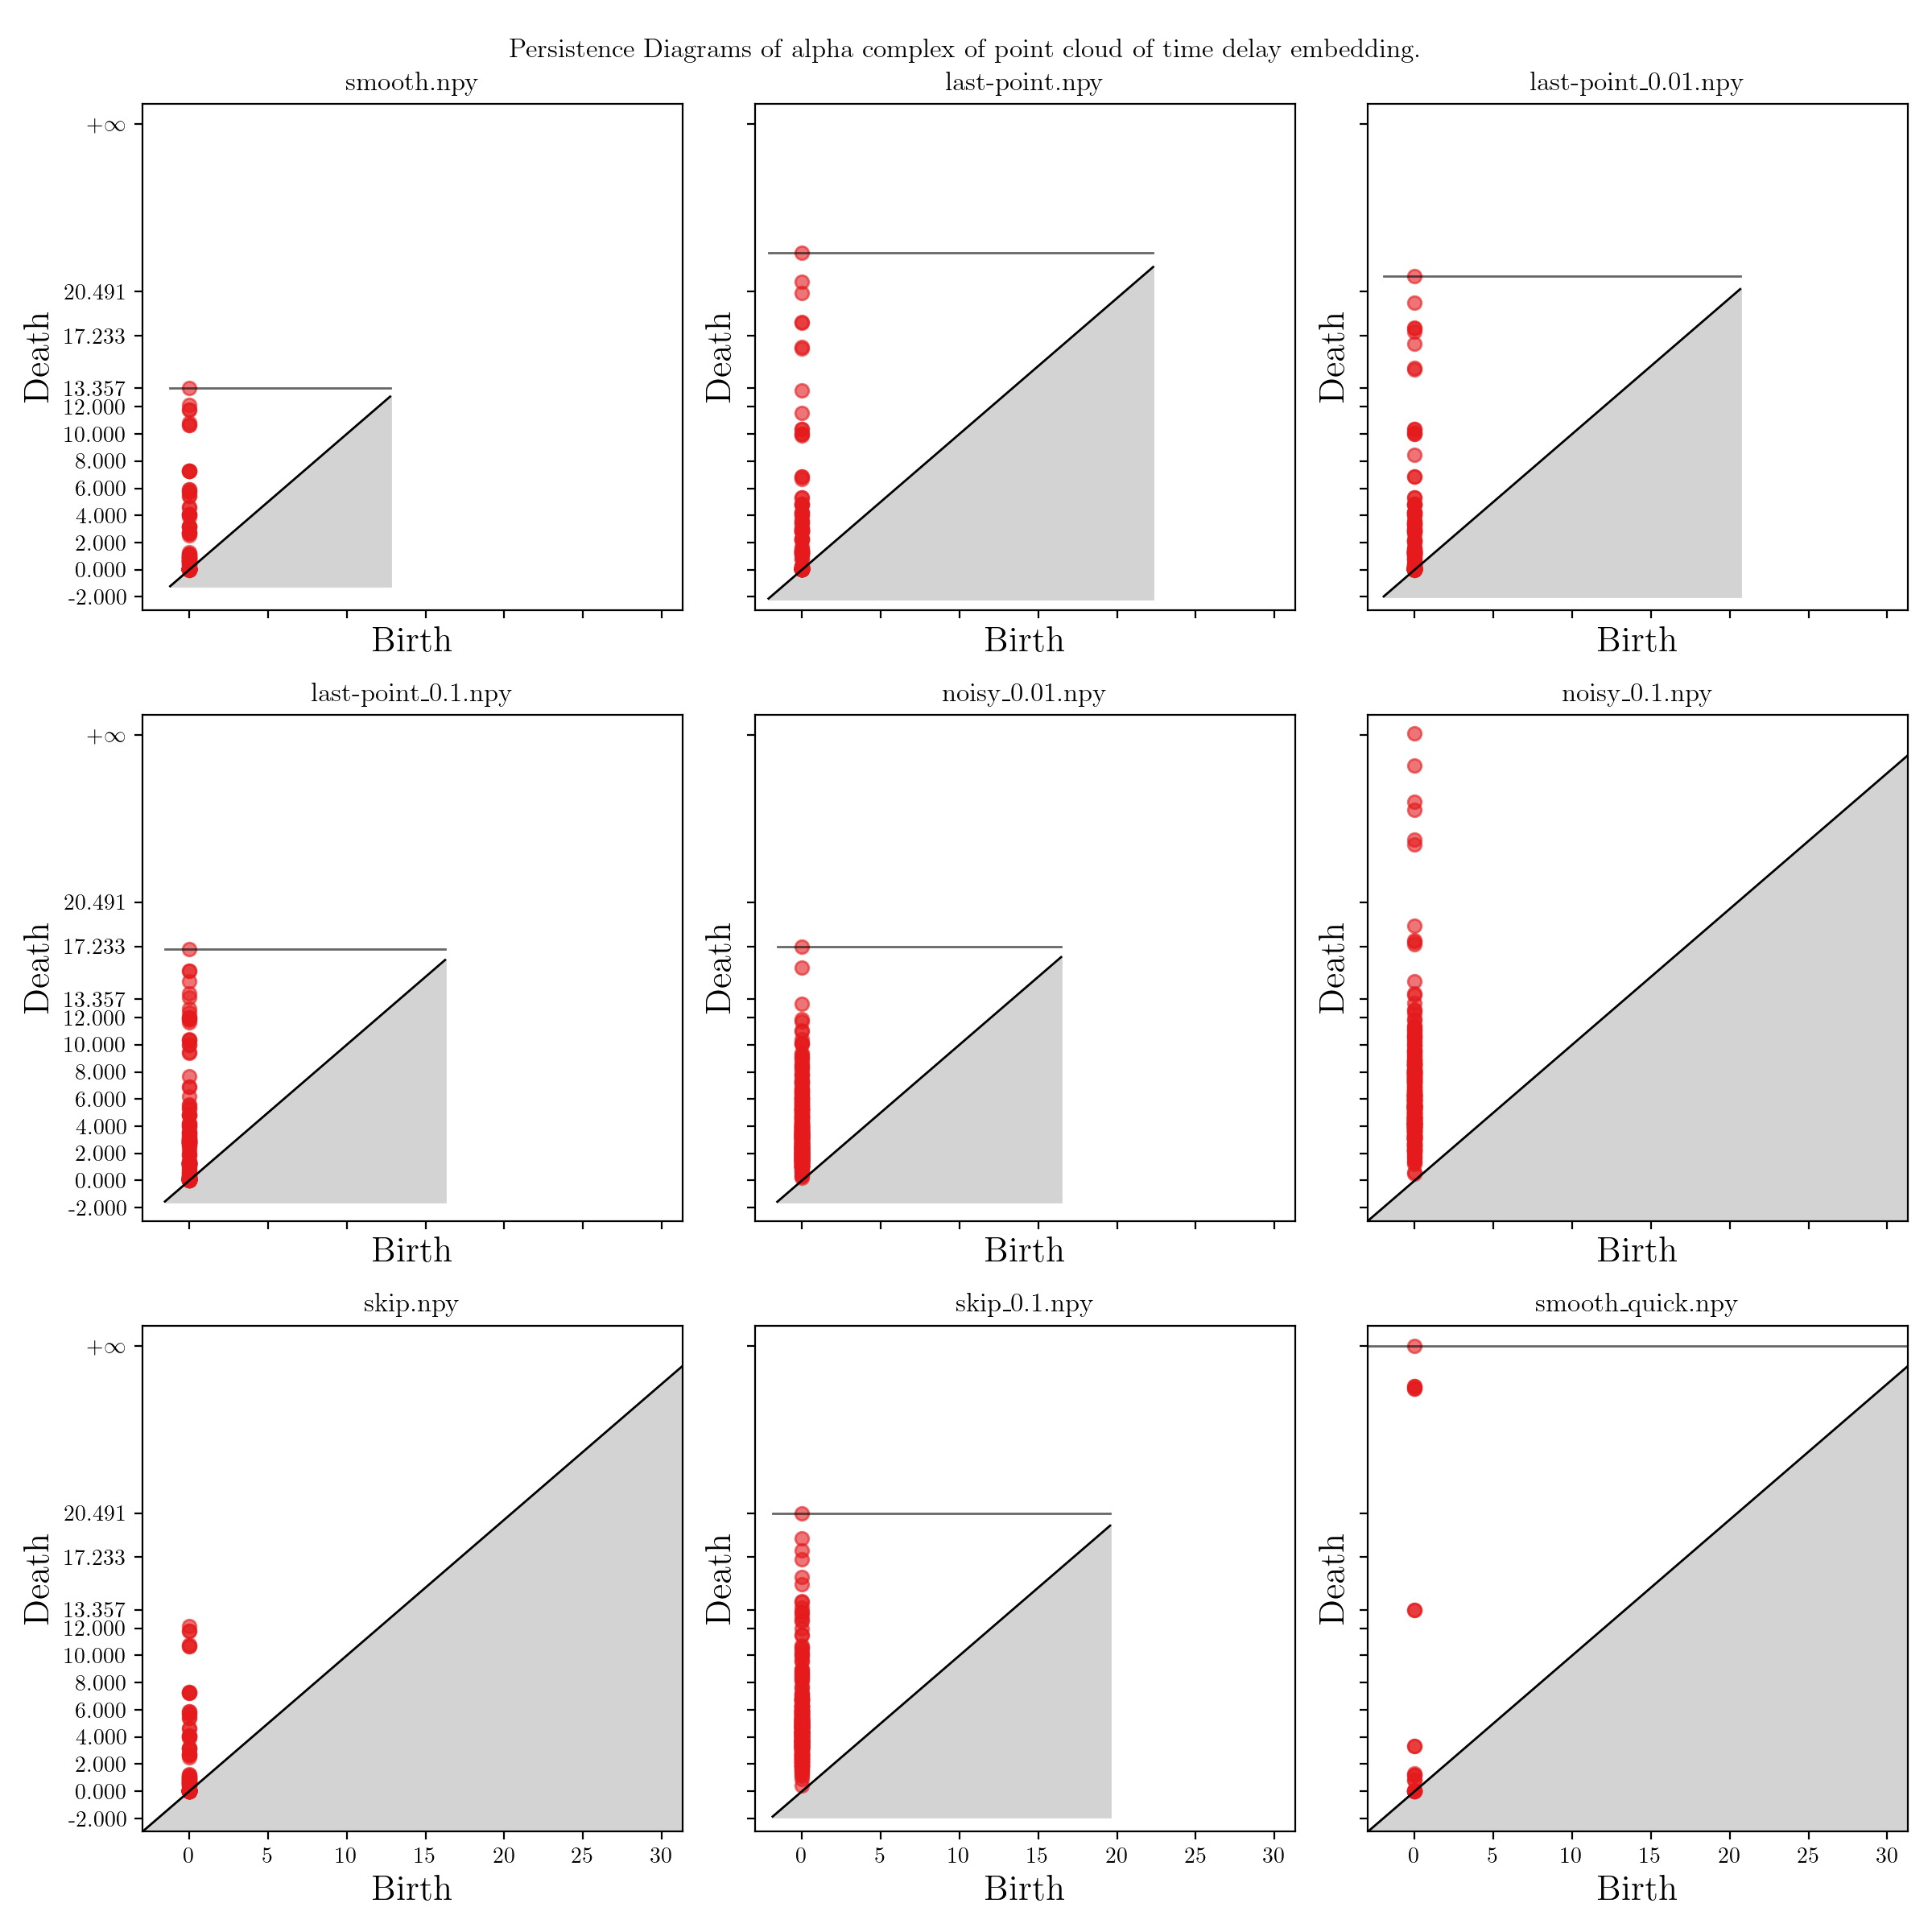 Persistence Diagrams of alpha complex of point cloud of time delay embedding.
smooth.npy
last-point.npy
last-point_0.01.npy
+∞
20.491
17.233
13.357
12.000
10.000
8.000
6.000
4.000
2.000
0.000
-2.000
Death
Death
Death
Birth
Birth
Birth
last-point_0.1.npy
noisy_0.01.npy
noisy_0.1.npy
+∞
20.491
17.233
13.357
12.000
10.000
8.000
6.000
4.000
2.000
0.000
-2.000
Death
Death
Death
Birth
Birth
Birth
skip.npy
skip_0.1.npy
smooth_quick.npy
+∞
20.491
17.233
13.357
12.000
10.000
8.000
6.000
4.000
2.000
0.000
-2.000
Death
Death
Death
0 5 10 15 20 25 30
0 5 10 15 20 25 30
0 5 10 15 20 25 30
Birth
Birth
Birth